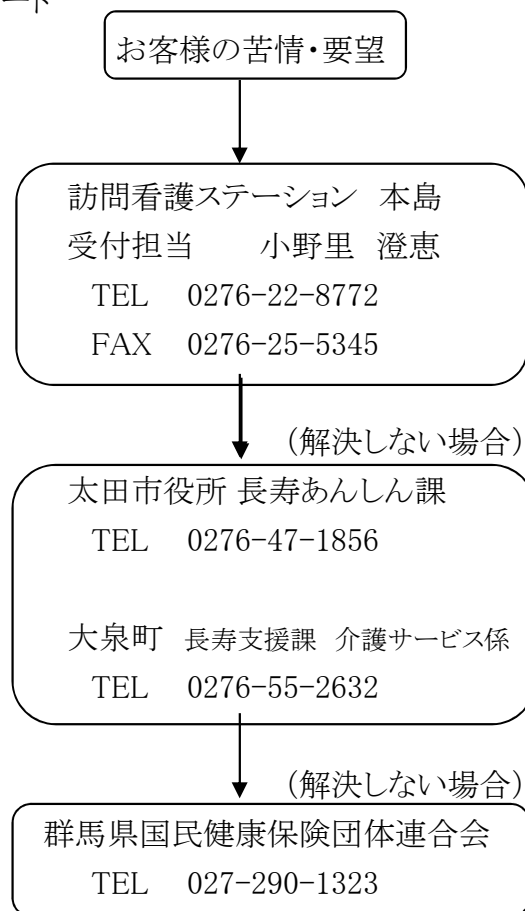 ート
お客様の苦情・要望
訪問看護ステーション 本島
受付担当 小野里 澄恵
TEL 0276-22-8772
FAX 0276-25-5345
(解決しない場合)
太田市役所 長寿あんしん課
TEL 0276-47-1856
大泉町 長寿支援課 介護サービス係
TEL 0276-55-2632
(解決しない場合)
群馬県国民健康保険団体連合会
TEL 027-290-1323